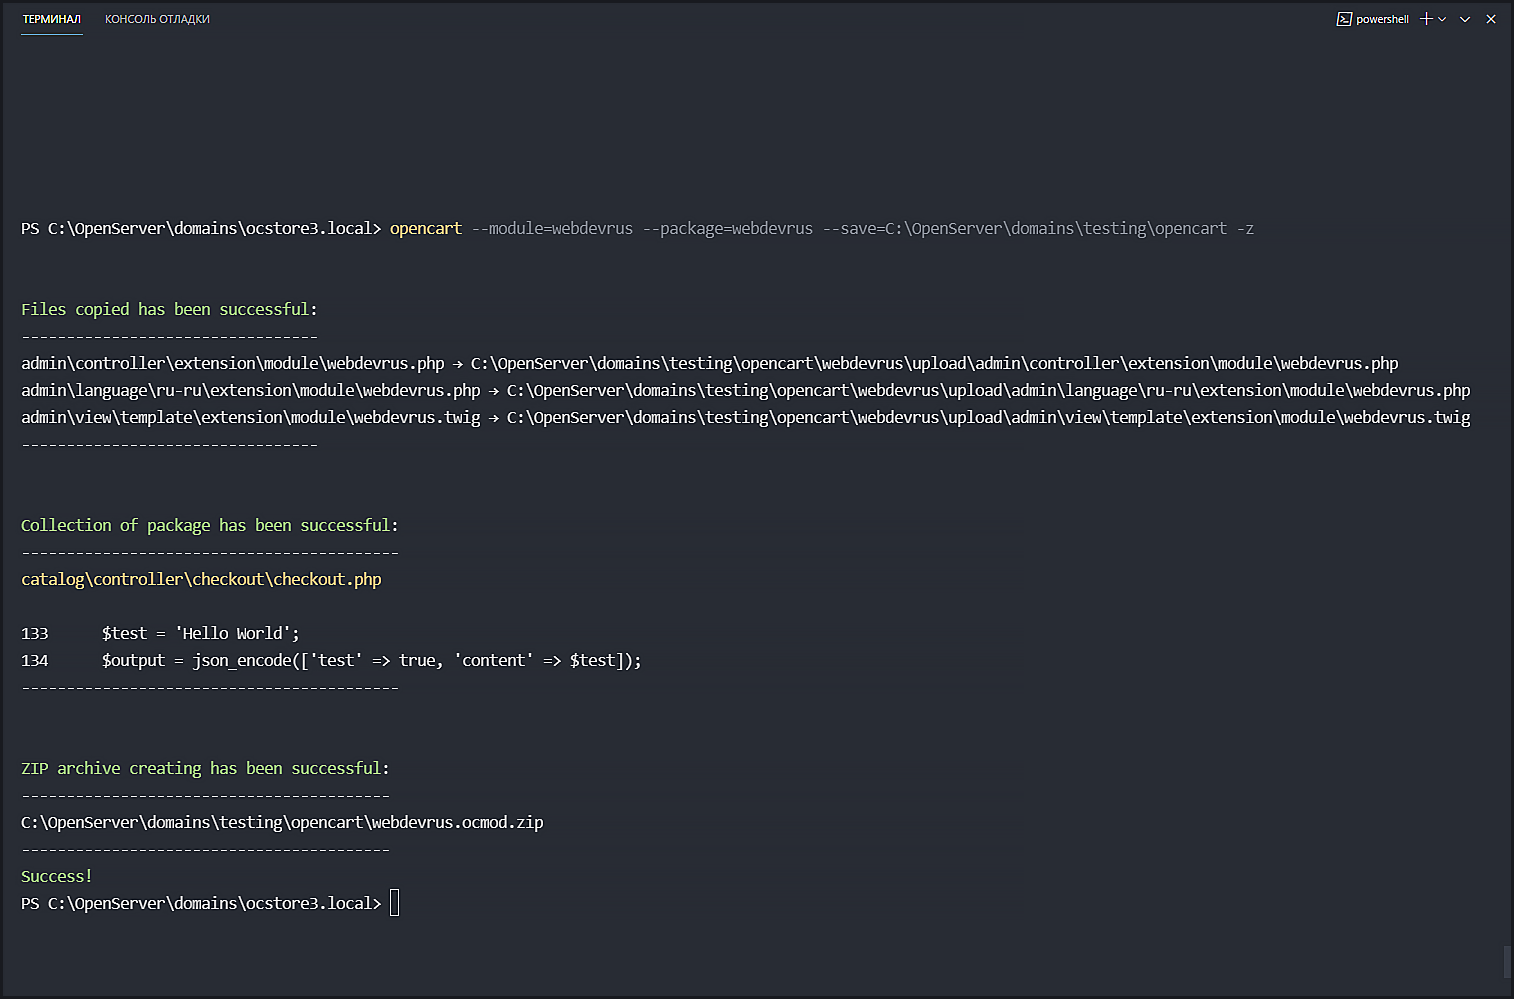 ТЕРМИНАЛ КОНСОЛЬ ОТЛАДКИ powershell
PS C:\OpenServer\domains\ocstore3.local> opencart --module=webdevrus --package=webdevrus --save=C:\OpenServer\domains\testing\opencart -z
Files copied has been successful:
---------------------------------
admin\controller\extension\module\webdevrus.php → C:\OpenServer\domains\testing\opencart\webdevrus\upload\admin\controller\extension\module\webdevrus.php
admin\language\ru-ru\extension\module\webdevrus.php → C:\OpenServer\domains\testing\opencart\webdevrus\upload\admin\language\ru-ru\extension\module\webdevrus.php
admin\view\template\extension\module\webdevrus.twig → C:\OpenServer\domains\testing\opencart\webdevrus\upload\admin\view\template\extension\module\webdevrus.twig
---------------------------------
Collection of package has been successful:
------------------------------------------
catalog\controller\checkout\checkout.php
133      $test = 'Hello World';
134      $output = json_encode(['test' => true, 'content' => $test]);
------------------------------------------
ZIP archive creating has been successful:
-----------------------------------------
C:\OpenServer\domains\testing\opencart\webdevrus.ocmod.zip
-----------------------------------------
Success!
PS C:\OpenServer\domains\ocstore3.local>